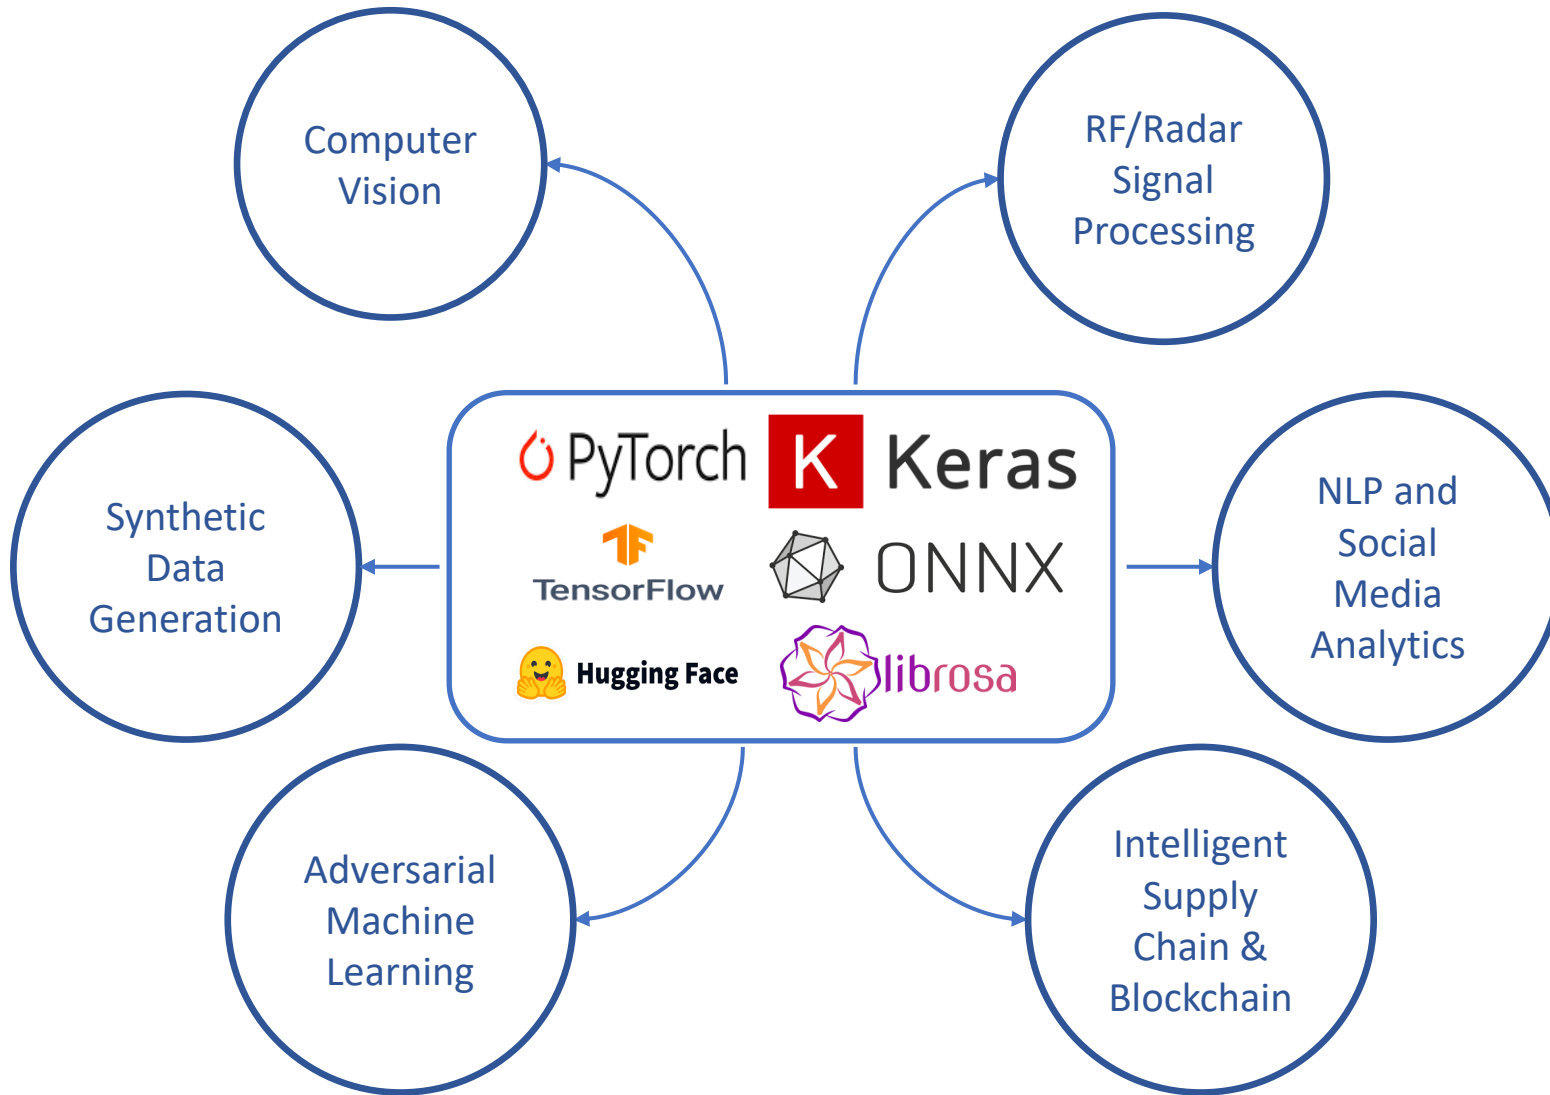 Computer
Vision
RF/Radar
Signal
Processing
Synthetic
Data
Generation
PyTorch
K Keras
TensorFlow
ONNX
Hugging Face
librosa
NLP and
Social
Media
Analytics
Adversarial
Machine
Learning
Intelligent
Supply
Chain &
Blockchain